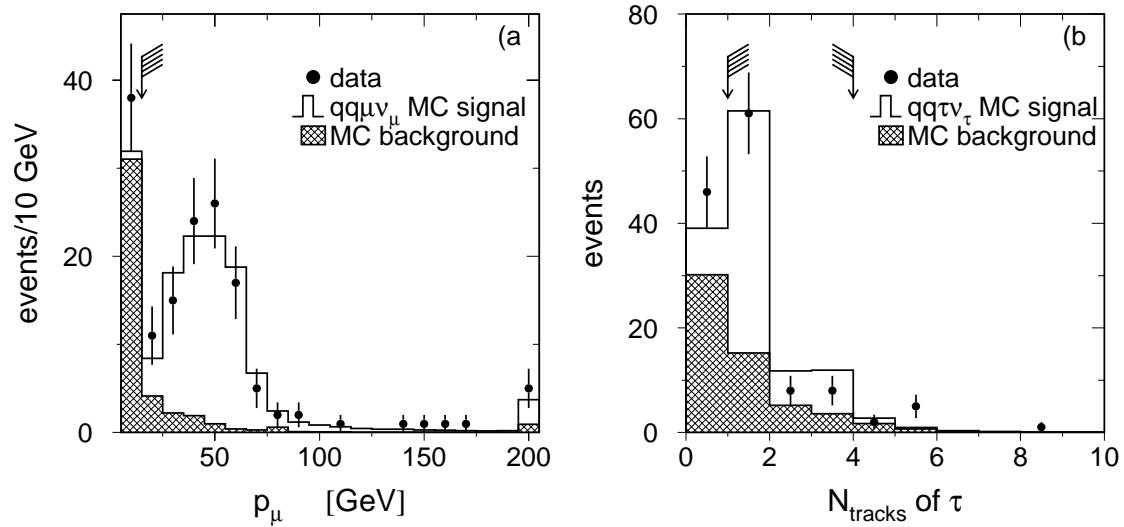 (a
40
20
0
events/10 GeV
data
qqμν_μ MC signal
MC background
50 100 150 200
p_μ [GeV]
(b
80
60
40
20
0
events
data
qqτν_τ MC signal
MC background
0 2 4 6 8 10
N_tracks of τ